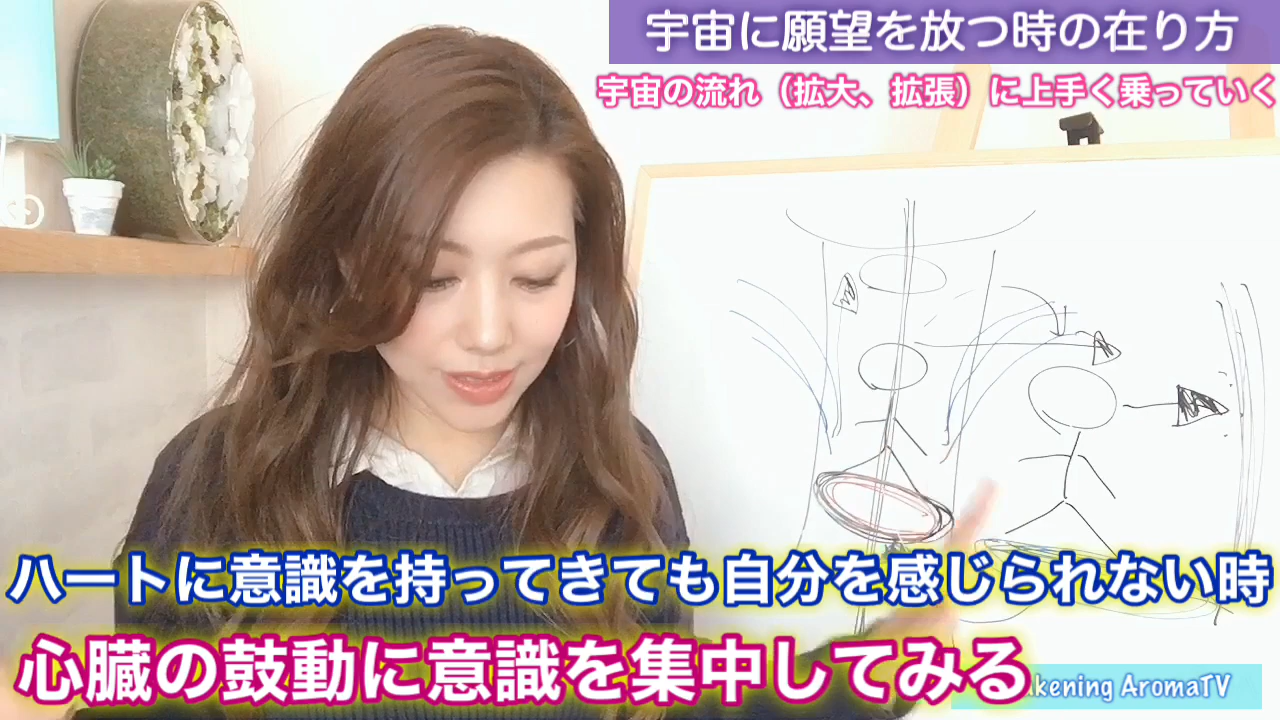 宇宙に願望を放つ時の在り方
宇宙の流れ（拡大、拡張）に上手く乗っていく
ハートに意識を持ってきても自分を感じられない時
心臓の鼓動に意識を集中してみる
akening AromaTV